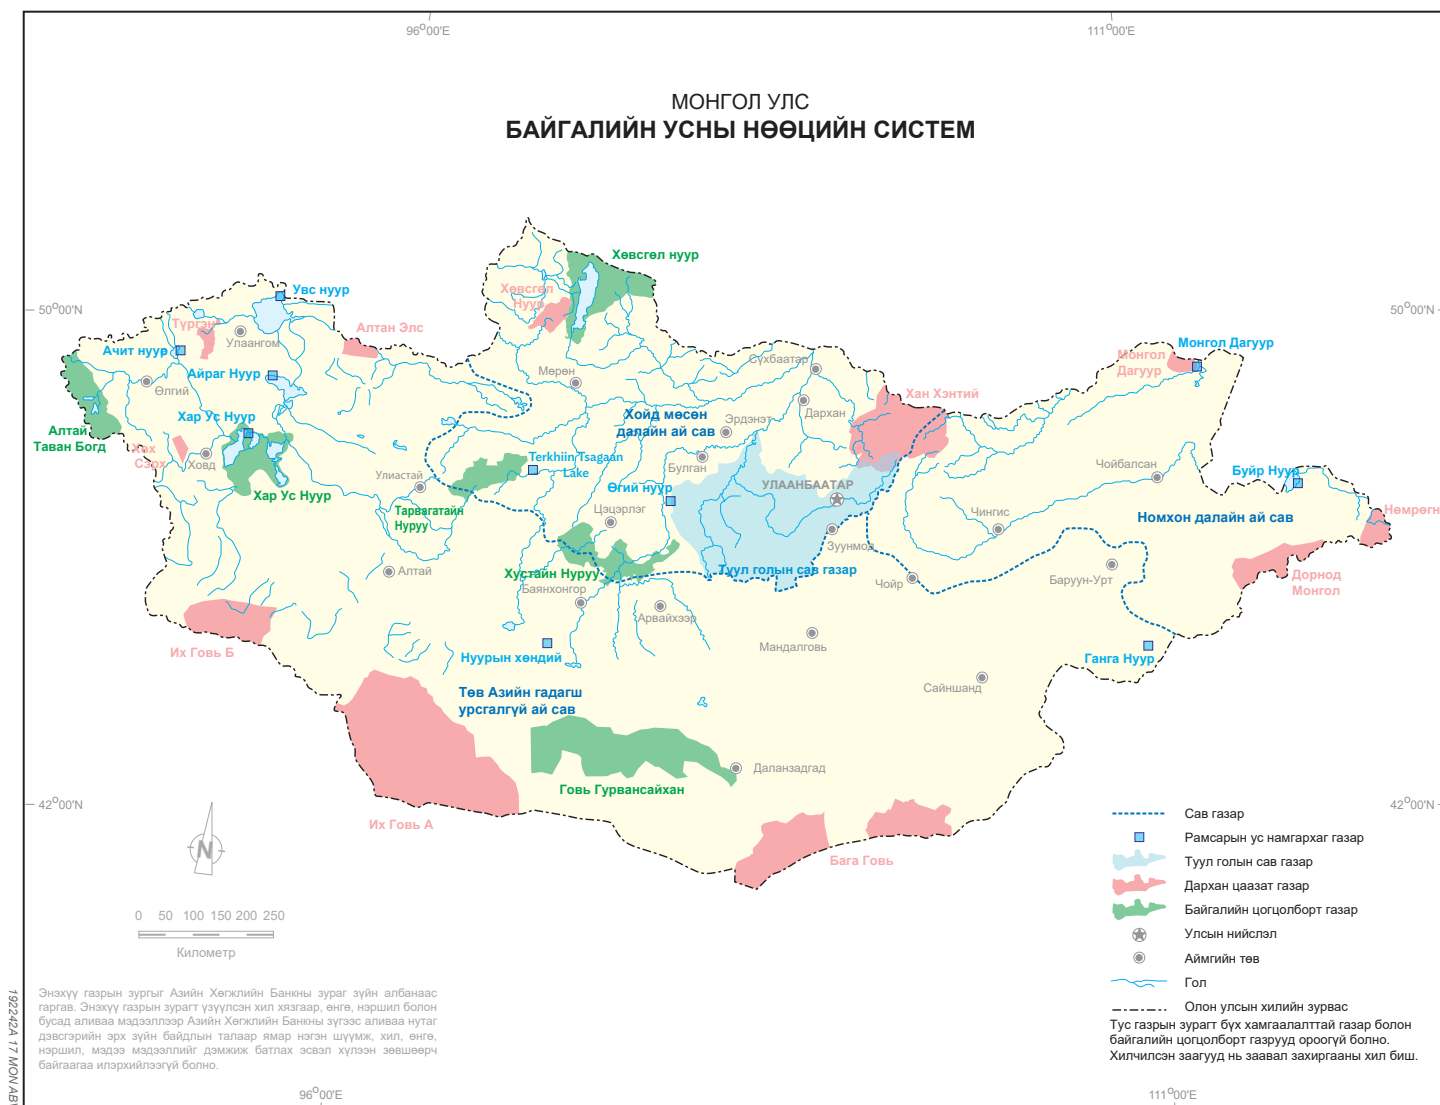 96°00'E
111°00'E
МОНГОЛ УЛС
БАЙГАЛИЙН УСНЫ НӨӨЦИЙН СИСТЕМ
Хөвсгөл нуур
Хөвсгөл
Нуур
Увс нуур
50°00'N
50°00'N
Түргэн
Улаангом
Алтан Элс
Ачит нуур
Айраг Нуур
Өлгий
Мөрөн
Сүхбаатар
Монгол Дагуур
Монгол
Дагуур
Хар Ус Нуур
Хан Хэнтий
Дархан
Эрдэнэт
Хойд мөсөн
далайн ай сав
Алтай
Таван Богд
Хөх
Сэрх
Ховд
Terkhiin Tsagaan
Lake
Булган
Чойбалсан
Буйр Нуур
Улиастай
Хар Ус Нуур
Өгий нуур
УЛААНБААТАР
Тарвагатайн
Нуруу
Цэцэрлэг
Чингис
Номхон далайн ай сав
Нөмрөгн
Зуунмод
Алтай
Хустайн Нуруу
Туул голын сав газар
Чойр
Баруун-Урт
Дорнод
Монгол
Баянхонгор
Арвайхээр
Их Говь Б
Нуурын хөндий
Мандалговь
Ганга Нуур
Сайншанд
Төв Азийн гадагш
урсгалгүй ай сав
Даланзадгад
Говь Гурвансайхан
42°00'N
42°00'N
Их Говь А
Бага Говь
N
0 50 100 150 200 250
Километр
Сав газар
Рамсарын ус намгархаг газар
Туул голын сав газар
Дархан цаазат газар
Байгалийн цогцолборт газар
Улсын нийслэл
Аймгийн төв
Гол
Олон улсын хилийн зурвас
Тус газрын зурагт бүх хамгаалалттай газар болон
байгалийн цогцолборт газрууд ороогүй болно.
Хилчилсэн заагууд нь заавал захиргааны хил биш.
Энэхүү газрын зургийг Азийн Хөгжлийн Банкны зураг зүйн албанаас
гаргав. Энэхүү газрын зурагт үзүүлсэн хил хязгаар, өнгө, нэршил болон
бусад аливаа мэдээллээр Азийн Хөгжлийн Банкны зүгээс аливаа нутаг
дэвсгэрийн эрх зүйн байдлын талаар ямар нэгэн шүүмж, хил, өнгө,
нэршил, мэдээ мэдээллийг дэмжиж батлах эсвэл хүлээн зөвшөөрч
байгаагаа илэрхийлээгүй болно.
192242A 17 MON AB
96°00'E
111°00'E